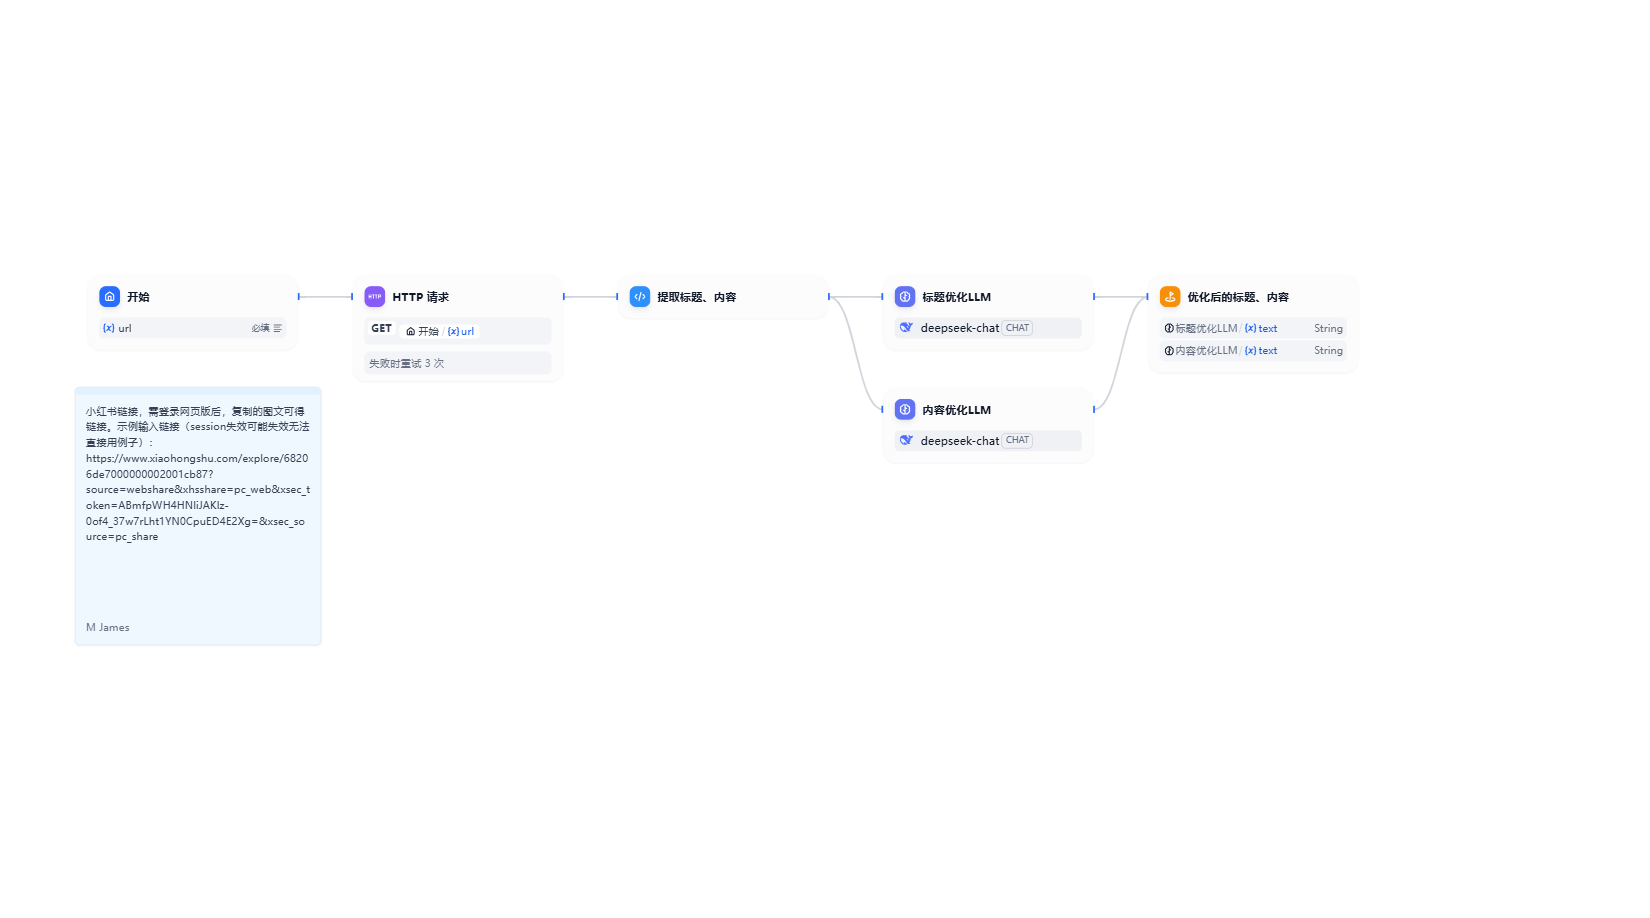 开始
url
必填
HTTP 请求
GET
开始 / {x} url
失败时重试 3 次
提取标题、内容
标题优化LLM
deepseek-chat CHAT
内容优化LLM
deepseek-chat CHAT
优化后的标题、内容
标题优化LLM / {x} text String
内容优化LLM / {x} text String
小红书链接，需登录网页版后，复制的图文可得
链接。示例输入链接（session失效可能失效无法
直接用例子）：
https://www.xiaohongshu.com/explore/6820
6de7000000002001cb87?
source=webshare&xhsshare=pc_web&xsec_t
oken=ABmfpWH4HNIiJAKlz-
0of4_37w7rLht1YN0CpuED4E2Xg=&xsec_so
urce=pc_share
M James